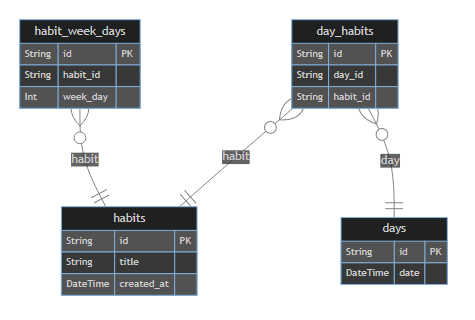 habit_week_days
String id PK
String habit_id
Int week_day
day_habits
String id PK
String day_id
String habit_id
habit
habit
day
habits
String id PK
String title
DateTime created_at
days
String id PK
DateTime date